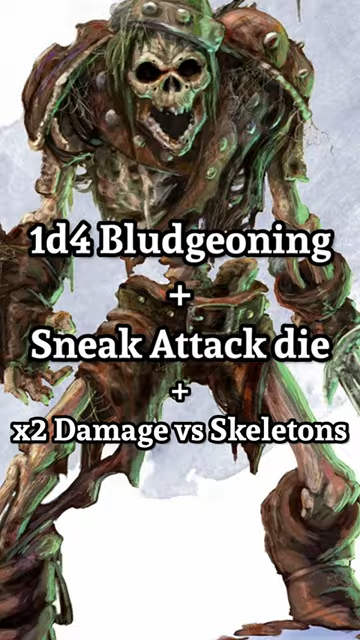 1d4 Bludgeoning
+
Sneak Attack die
+
x2 Damage vs Skeletons